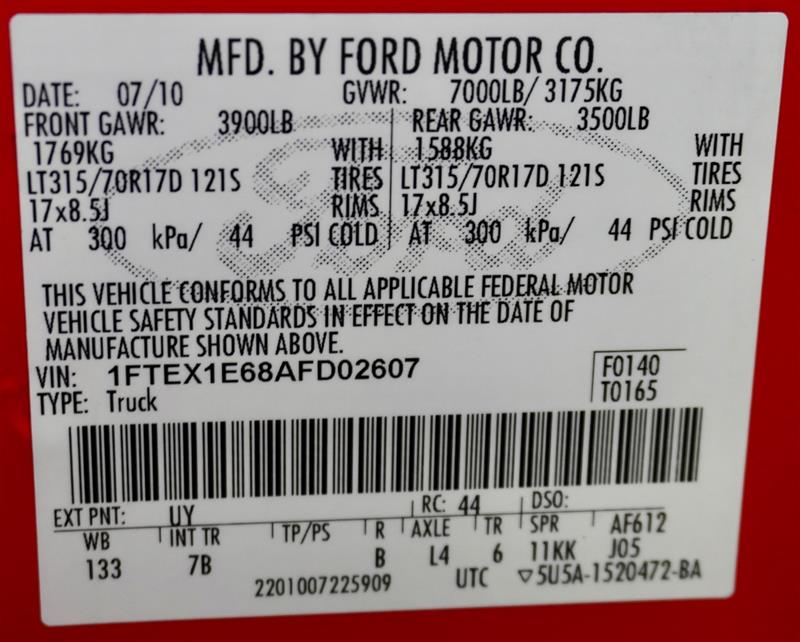 MFD. BY FORD MOTOR CO.
DATE: 07/10 GVWR: 7000LB/ 3175KG
FRONT GAWR: 3900LB REAR GAWR: 3500LB
1769KG WITH 1588KG WITH
LT315/70R17D 121S TIRES LT315/70R17D 121S TIRES
17x8.5J RIMS 17x8.5J RIMS
AT 300 kPa/ 44 PSI COLD AT 300 kPa/ 44 PSI COLD
Ford
THIS VEHICLE CONFORMS TO ALL APPLICABLE FEDERAL MOTOR
VEHICLE SAFETY STANDARDS IN EFFECT ON THE DATE OF
MANUFACTURE SHOWN ABOVE.
VIN: 1FTEX1E68AFD02607 F0140
TYPE: Truck T0165
EXT PNT: UY RC: 44 DSO:
WB INT TR TP/PS R AXLE TR SPR AF612
133 7B B L4 6 11KK J05
2201007225909 UTC ▽5U5A-1520472-BA